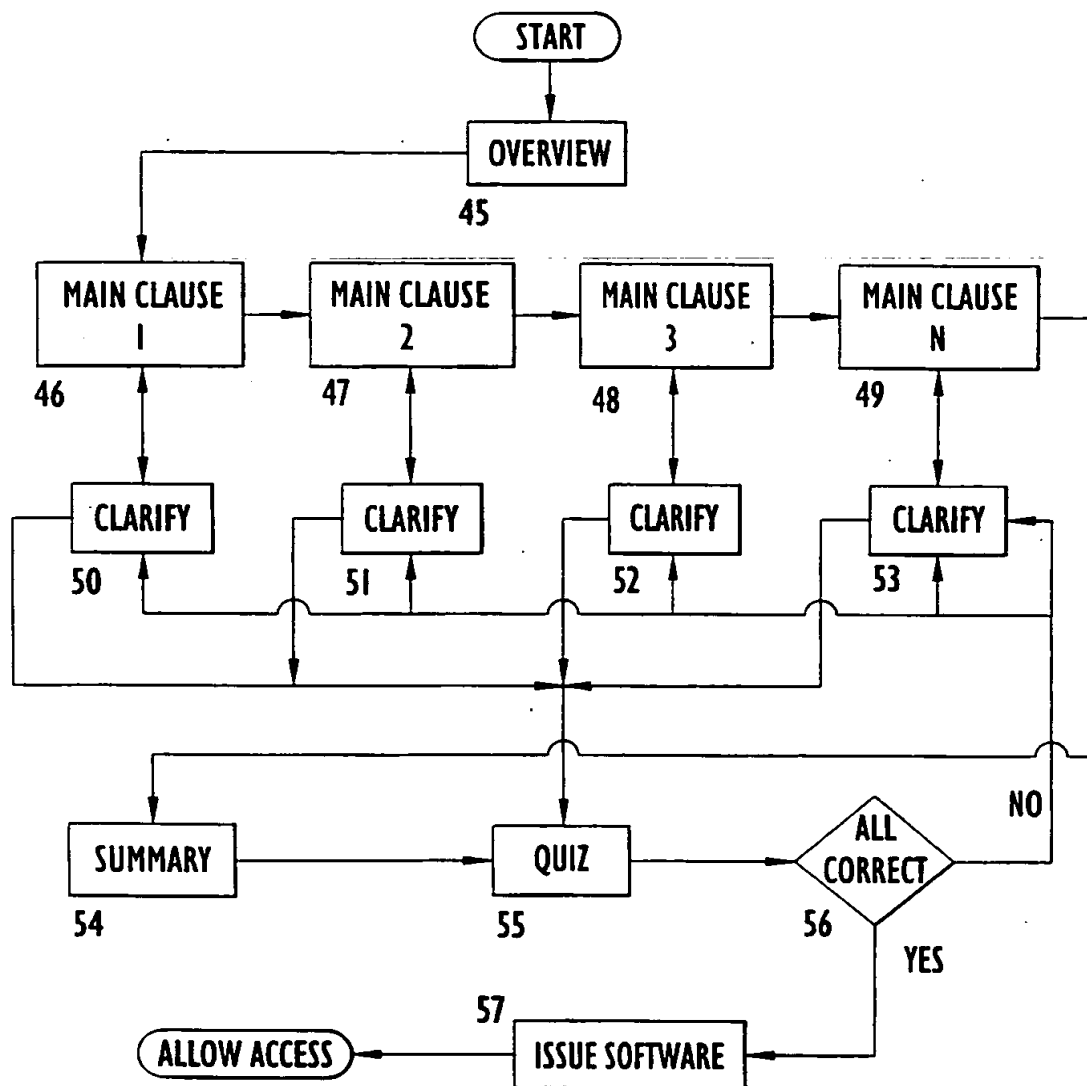 START
OVERVIEW
45
MAIN CLAUSE
1
MAIN CLAUSE
2
MAIN CLAUSE
3
MAIN CLAUSE
N
46
47
48
49
CLARIFY
CLARIFY
CLARIFY
CLARIFY
50
51
52
53
NO
SUMMARY
QUIZ
ALL
CORRECT
54
55
56
YES
57
ALLOW ACCESS
ISSUE SOFTWARE